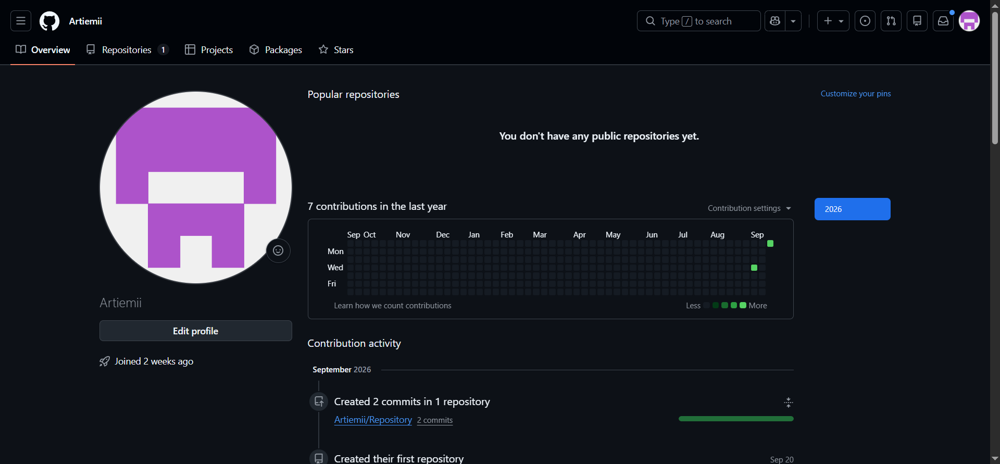 Artiemii
Type / to search
Overview
Repositories 1
Projects
Packages
Stars
Popular repositories
Customize your pins
You don't have any public repositories yet.
7 contributions in the last year
Contribution settings
2026
Sep Oct Nov Dec Jan Feb Mar Apr May Jun Jul Aug Sep
Mon
Wed
Fri
Learn how we count contributions
Less More
Artiemii
Edit profile
Joined 2 weeks ago
Contribution activity
September 2026
Created 2 commits in 1 repository
Artiemii/Repository 2 commits
Created their first repository
Sep 20